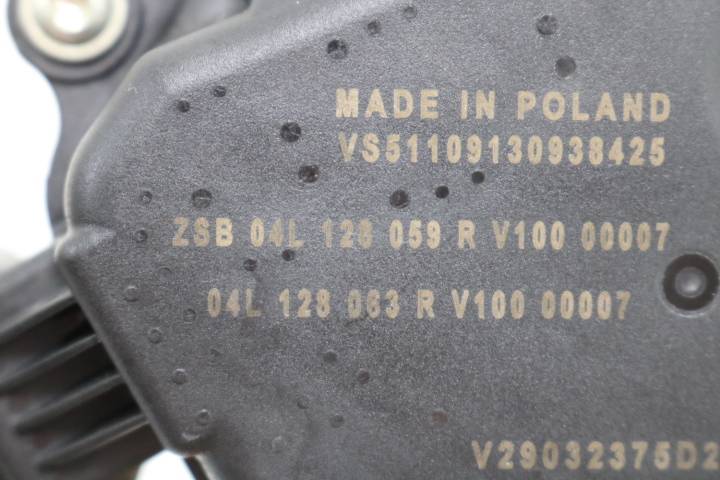 MADE IN POLAND
VS51109130938425
ZSB 04L 128 059 R V100 00007
04L 128 063 R V100 00007
V29032375D2